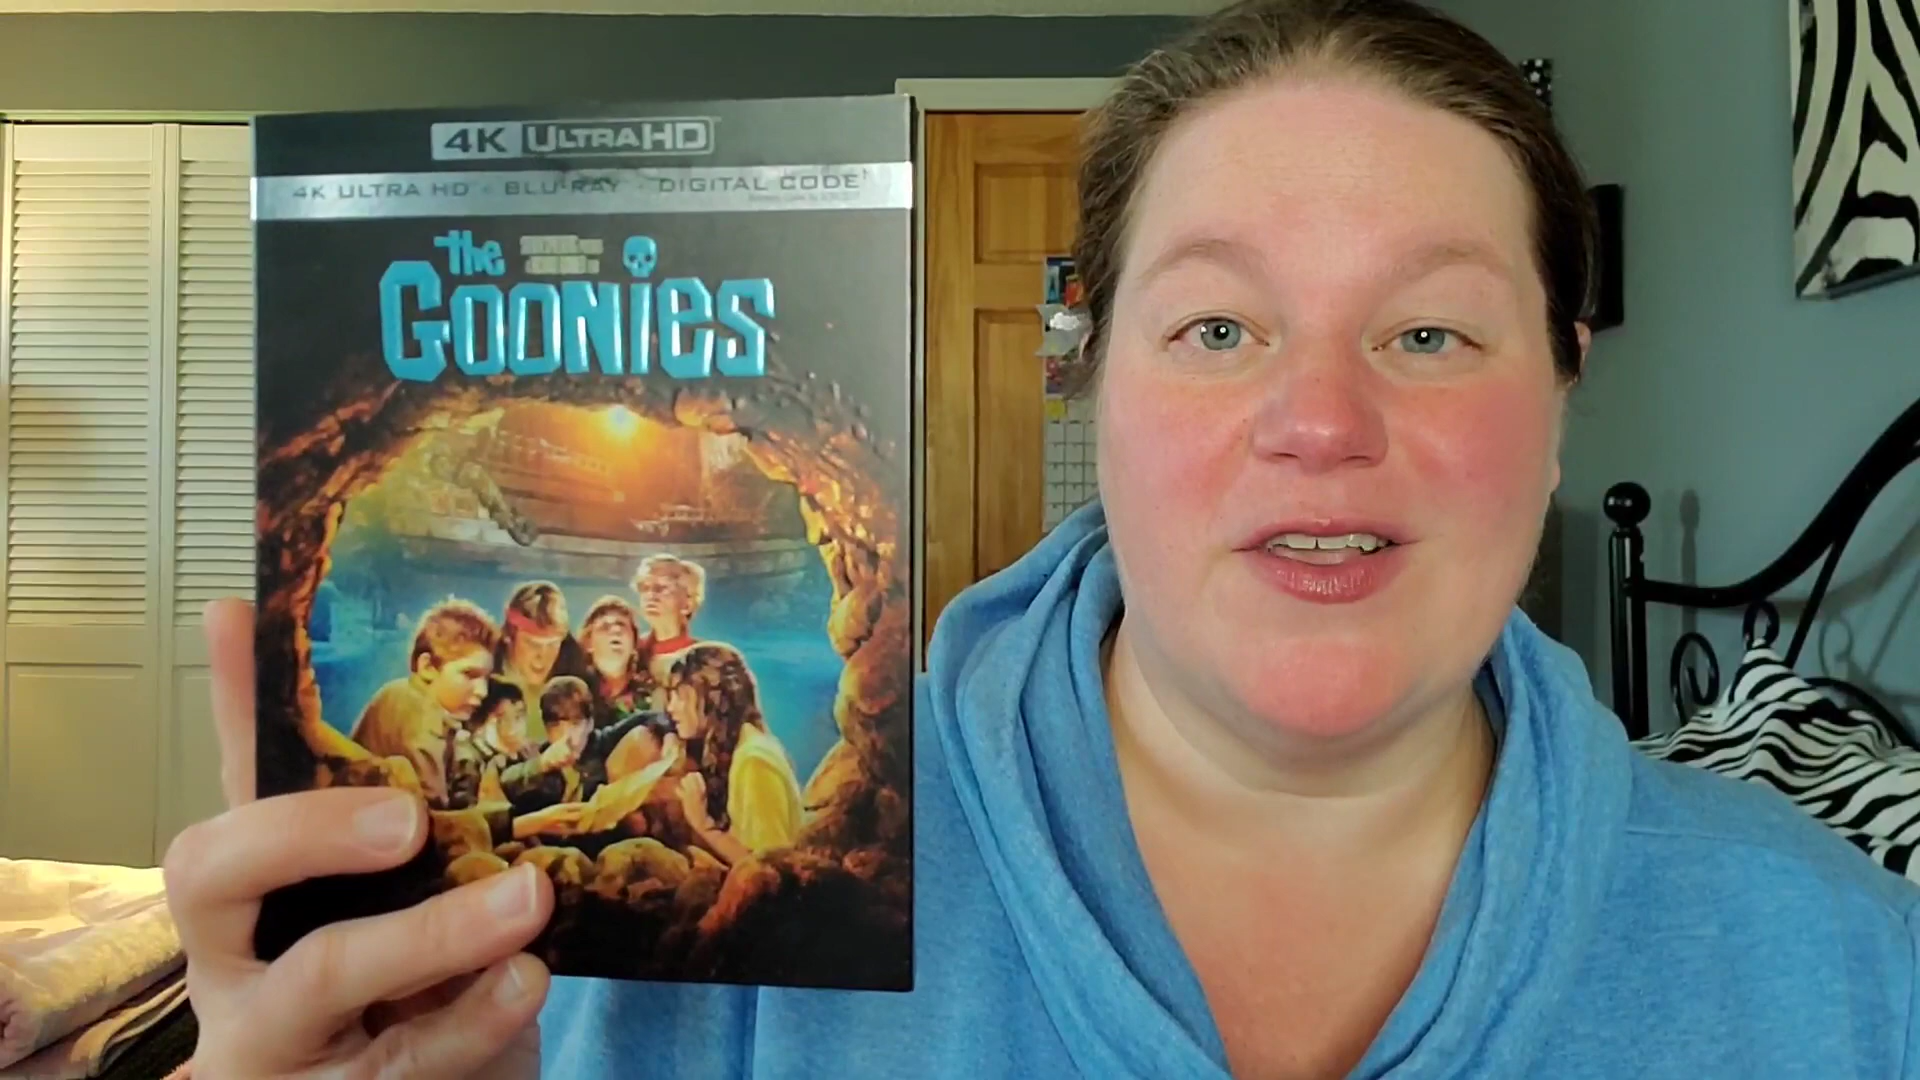 4K ULTRAHD
4K ULTRA HD • BLU-RAY • DIGITAL CODE
the
GOONIES